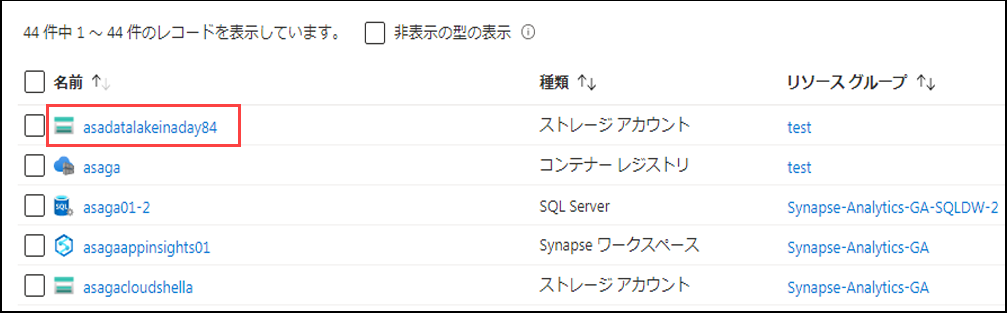 44 件中 1 ～ 44 件のレコードを表示しています。 非表示の型の表示
名前 種類 リソース グループ
asadatalakeinaday84 ストレージ アカウント test
asaga コンテナー レジストリ test
asaga01-2 SQL Server Synapse-Analytics-GA-SQLDW-2
asagaappinsights01 Synapse ワークスペース Synapse-Analytics-GA
asagacloudshella ストレージ アカウント Synapse-Analytics-GA